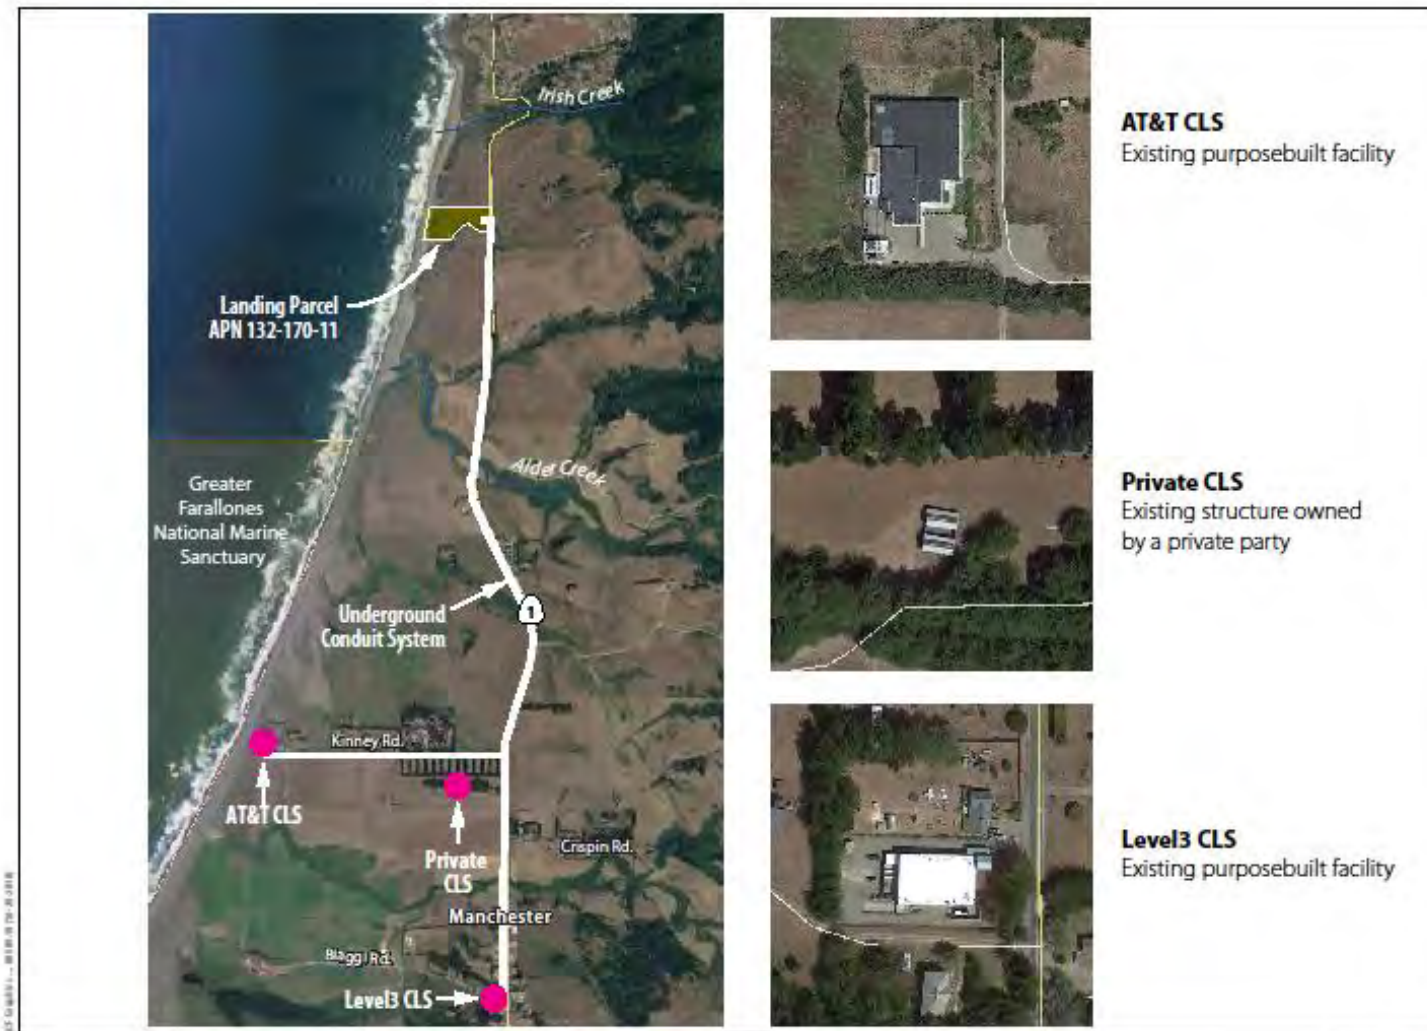 Irish Creek
Landing Parcel
APN 132-170-11
Greater
Farallones
National Marine
Sanctuary
Alder Creek
Underground
Conduit System
1
Kinney Rd.
AT&T CLS
Private
CLS
Crispin Rd.
Manchester
Biaggi Rd.
Level3 CLS
AT&T CLS
Existing purposebuilt facility
Private CLS
Existing structure owned
by a private party
Level3 CLS
Existing purposebuilt facility